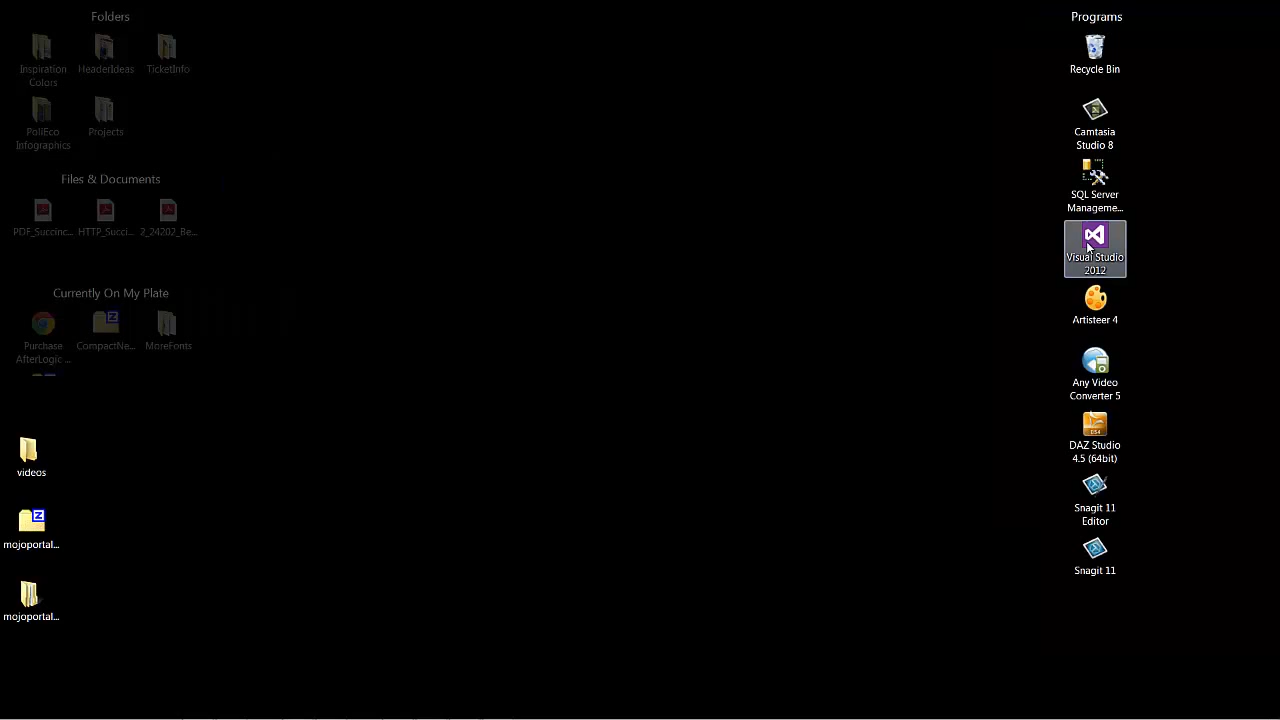 Folders
Inspiration
Colors
HeaderIdeas
TicketInfo
PoliEco
Infographics
Projects
Files & Documents
PDF_Succinc...
HTTP_Succi...
2_24202_Be...
Currently On My Plate
Purchase
AfterLogic ...
CompactNe...
MoreFonts
videos
mojoportal...
mojoportal...
Programs
Recycle Bin
Camtasia
Studio 8
SQL Server
Manageme...
Visual Studio
2012
Artisteer 4
Any Video
Converter 5
DAZ Studio
4.5 (64bit)
Snagit 11
Editor
Snagit 11